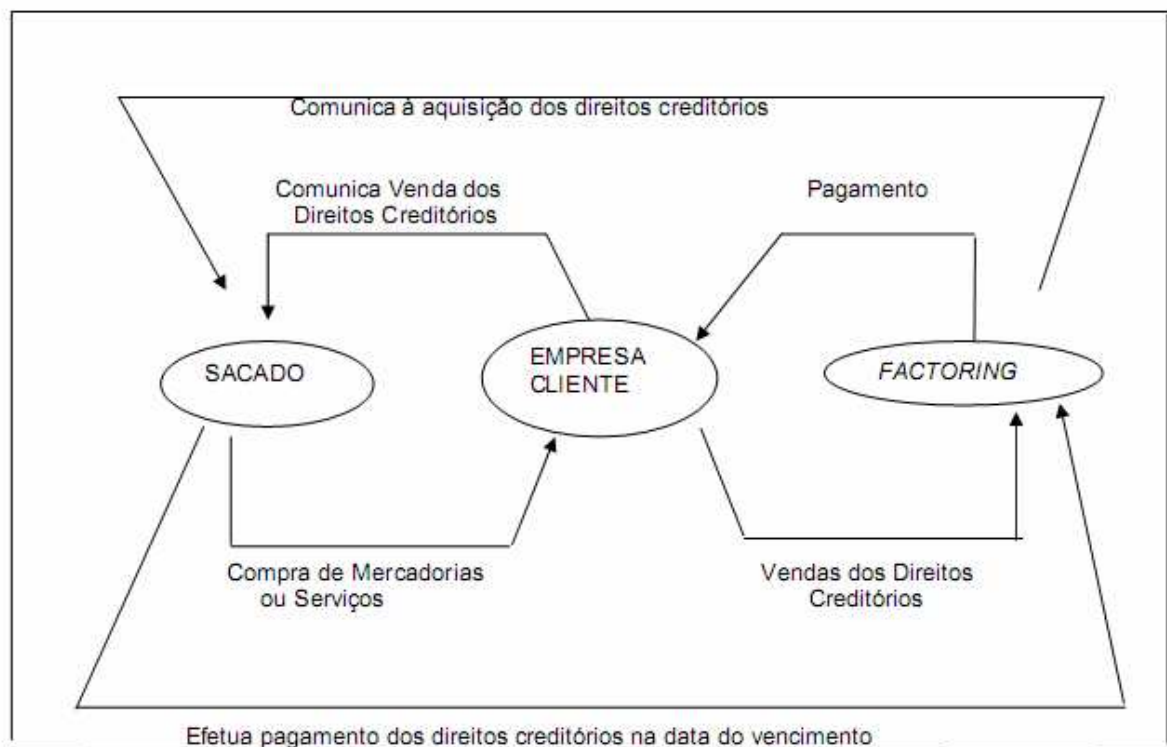 Comunica à aquisição dos direitos creditórios
Comunica Venda dos
Direitos Creditórios
Pagamento
SACADO
EMPRESA
CLIENTE
FACTORING
Compra de Mercadorias
ou Serviços
Vendas dos Direitos
Creditórios
Efetua pagamento dos direitos creditórios na data do vencimento